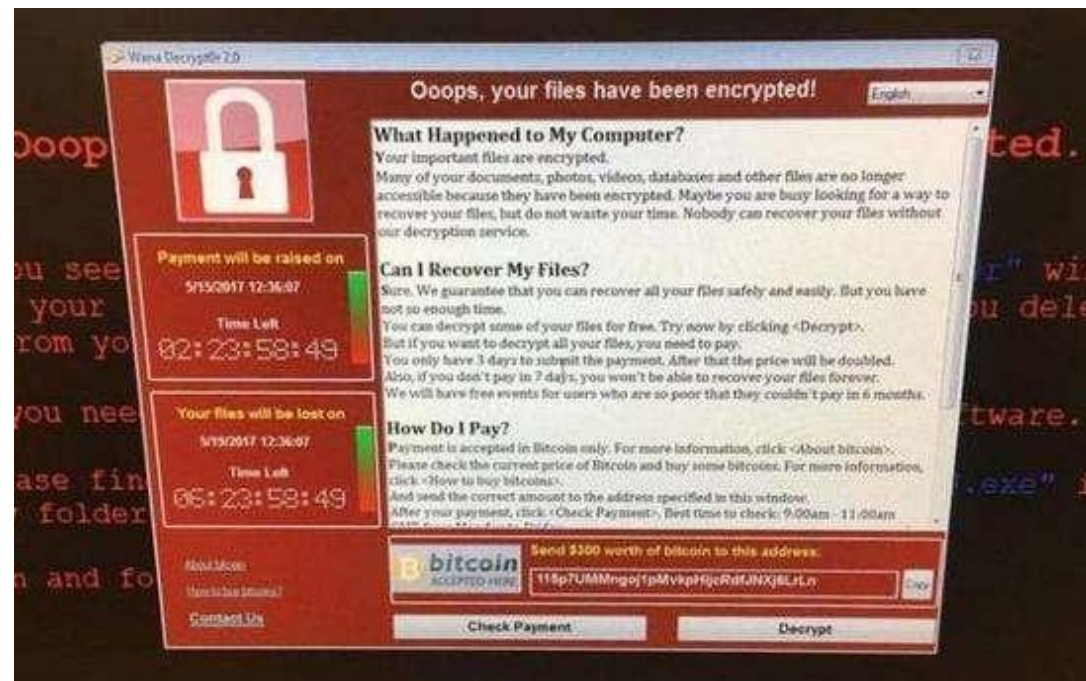 Wana Decrypt0r 2.0
Ooops, your files have been encrypted!
English
What Happened to My Computer?
Your important files are encrypted.
Many of your documents, photos, videos, databases and other files are no longer
accessible because they have been encrypted. Maybe you are busy looking for a way to
recover your files, but do not waste your time. Nobody can recover your files without
our decryption service.
Can I Recover My Files?
Sure. We guarantee that you can recover all your files safely and easily. But you have
not so enough time.
You can decrypt some of your files for free. Try now by clicking <Decrypt>.
But if you want to decrypt all your files, you need to pay.
You only have 3 days to submit the payment. After that the price will be doubled.
Also, if you don't pay in 7 days, you won't be able to recover your files forever.
We will have free events for users who are so poor that they couldn't pay in 6 months.
How Do I Pay?
Payment is accepted in Bitcoin only. For more information, click <About bitcoin>.
Please check the current price of Bitcoin and buy some bitcoins. For more information,
click <How to buy bitcoins>.
And send the correct amount to the address specified in this window.
After your payment, click <Check Payment>. Best time to check: 9:00am - 11:00am
Payment will be raised on
5/15/2017 12:36:07
Time Left
02:23:58:49
Your files will be lost on
5/19/2017 12:36:07
Time Left
06:23:58:49
About bitcoin
How to buy bitcoins?
Contact Us
bitcoin
ACCEPTED HERE
Send $300 worth of bitcoin to this address:
Copy
Check Payment
Decrypt
Ooop
ted.
ou see
r" wi
your
u dele
rom yo
you nee
tware.
ase fin
.exe"
folder
n and fo